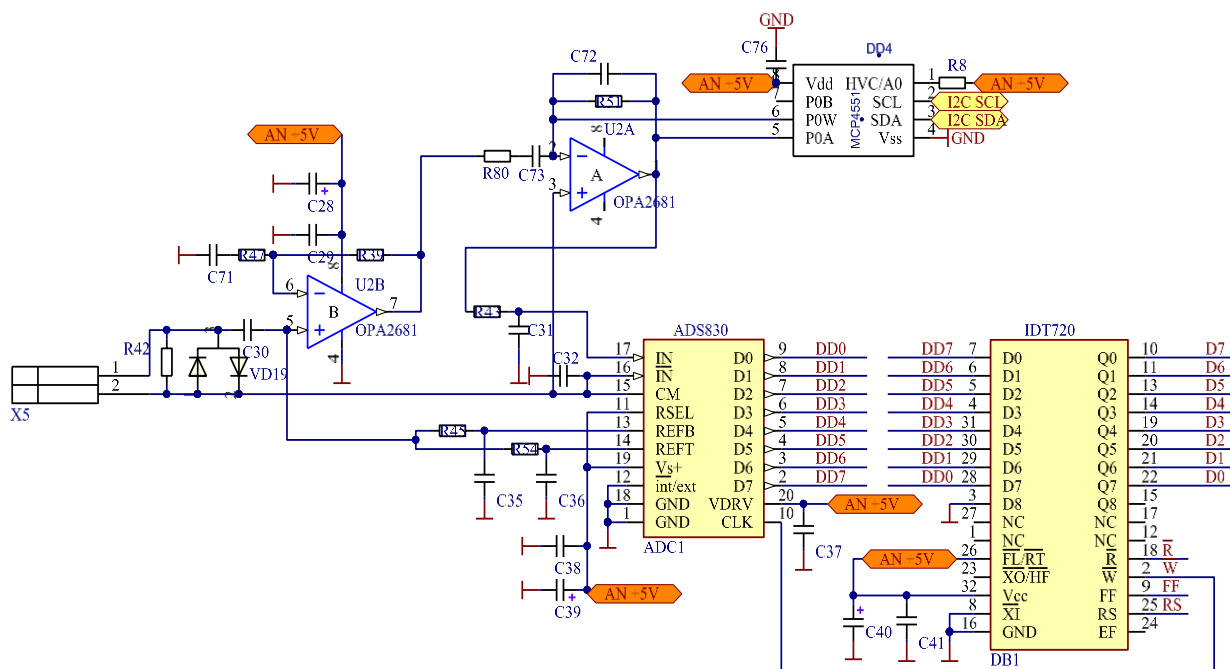 GND
C76
DD4
AN +5V
8
Vdd
HVC/A0
1
R8
AN +5V
7
P0B
SCL
2
I2C SCL
6
P0W
SDA
3
I2C SDA
5
P0A
Vss
4
GND
MCP4551
C72
R51
AN +5V
8
U2A
2
A
R80
C73
3
OPA2681
1
4
C28
C29
C71
R47
R39
8
U2B
6
B
7
5
OPA2681
4
R42
C30
3
VD19
2
1
2
X5
R43
C31
C32
ADS830
17
IN
D0
9
DD0
16
IN
D1
8
DD1
15
CM
D2
7
DD2
11
RSEL
D3
6
DD3
13
REFB
D4
5
DD4
14
REFT
D5
4
DD5
19
Vs+
D6
3
DD6
12
int/ext
D7
2
DD7
18
GND
VDRV
20
AN +5V
1
GND
CLK
10
ADC1
R45
R54
C35
C36
C37
C38
C39
AN +5V
IDT720
DD7
7
D0
Q0
10
D7
DD6
6
D1
Q1
11
D6
DD5
5
D2
Q2
13
D5
DD4
4
D3
Q3
14
D4
DD3
31
D4
Q4
19
D3
DD2
30
D5
Q5
20
D2
DD1
29
D6
Q6
21
D1
DD0
28
D7
Q7
22
D0
3
D8
Q8
15
27
NC
NC
17
1
NC
NC
12
AN +5V
26
FL/RT
R
18
R
23
XO/HF
W
2
W
32
Vcc
FF
9
FF
8
XI
RS
25
RS
16
GND
EF
24
C40
C41
DB1